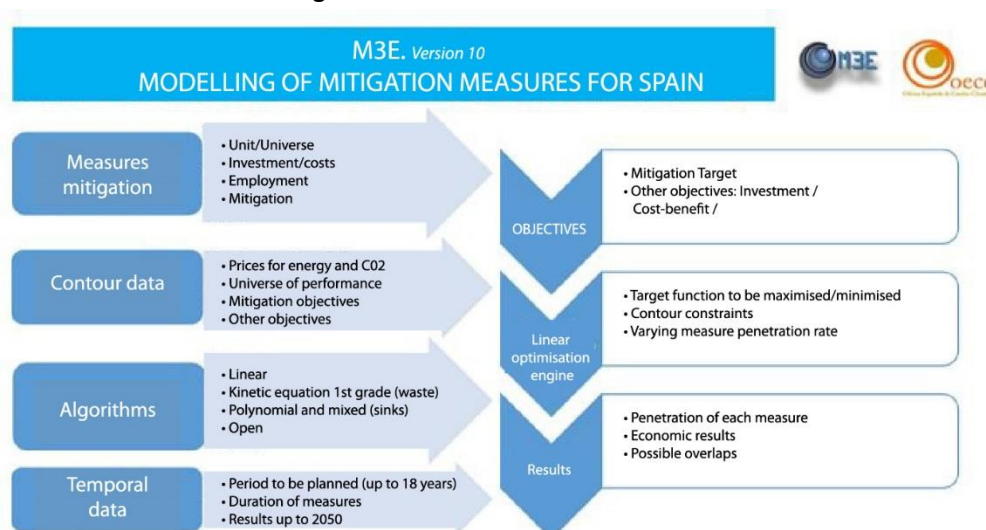 M3E. Version 10
MODELLING OF MITIGATION MEASURES FOR SPAIN
M3E
oecc
Measures
mitigation
• Unit/Universe
• Investment/costs
• Employment
• Mitigation
Contour data
• Prices for energy and C02
• Universe of performance
• Mitigation objectives
• Other objectives
Algorithms
• Linear
• Kinetic equation 1st grade (waste)
• Polynomial and mixed (sinks)
• Open
Temporal
data
• Period to be planned (up to 18 years)
• Duration of measures
• Results up to 2050
OBJECTIVES
• Mitigation Target
• Other objectives: Investment /
Cost-benefit /
Linear
optimisation
engine
• Target function to be maximised/minimised
• Contour constraints
• Varying measure penetration rate
Results
• Penetration of each measure
• Economic results
• Possible overlaps